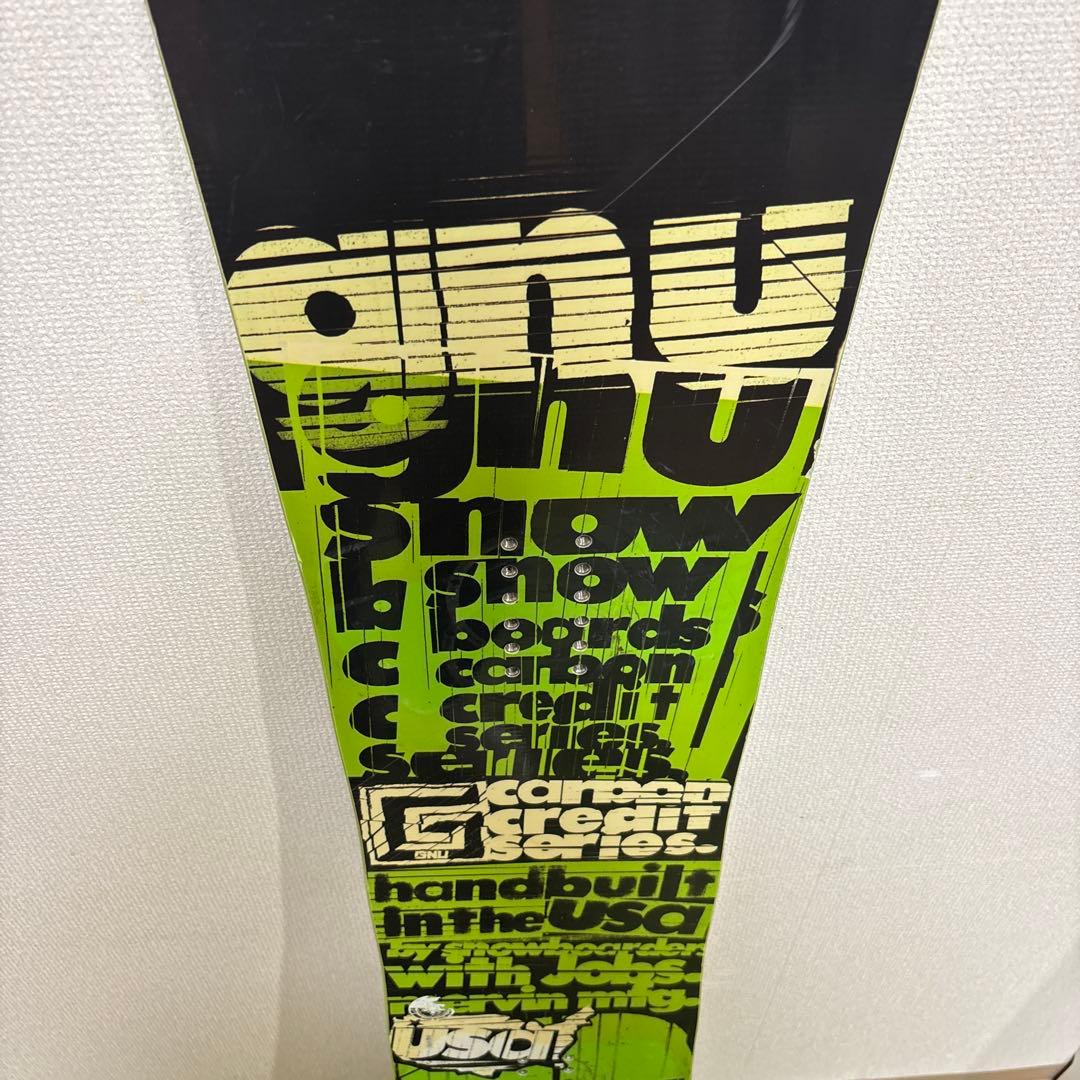 gnu
gnu.
snow
b snow s
boards
c carbon
c credit
series.
series.
G GNU carbon
credit
series.
handbuilt
in the usa
by snowboarders
with Jobs.
mervin mfg.
usa